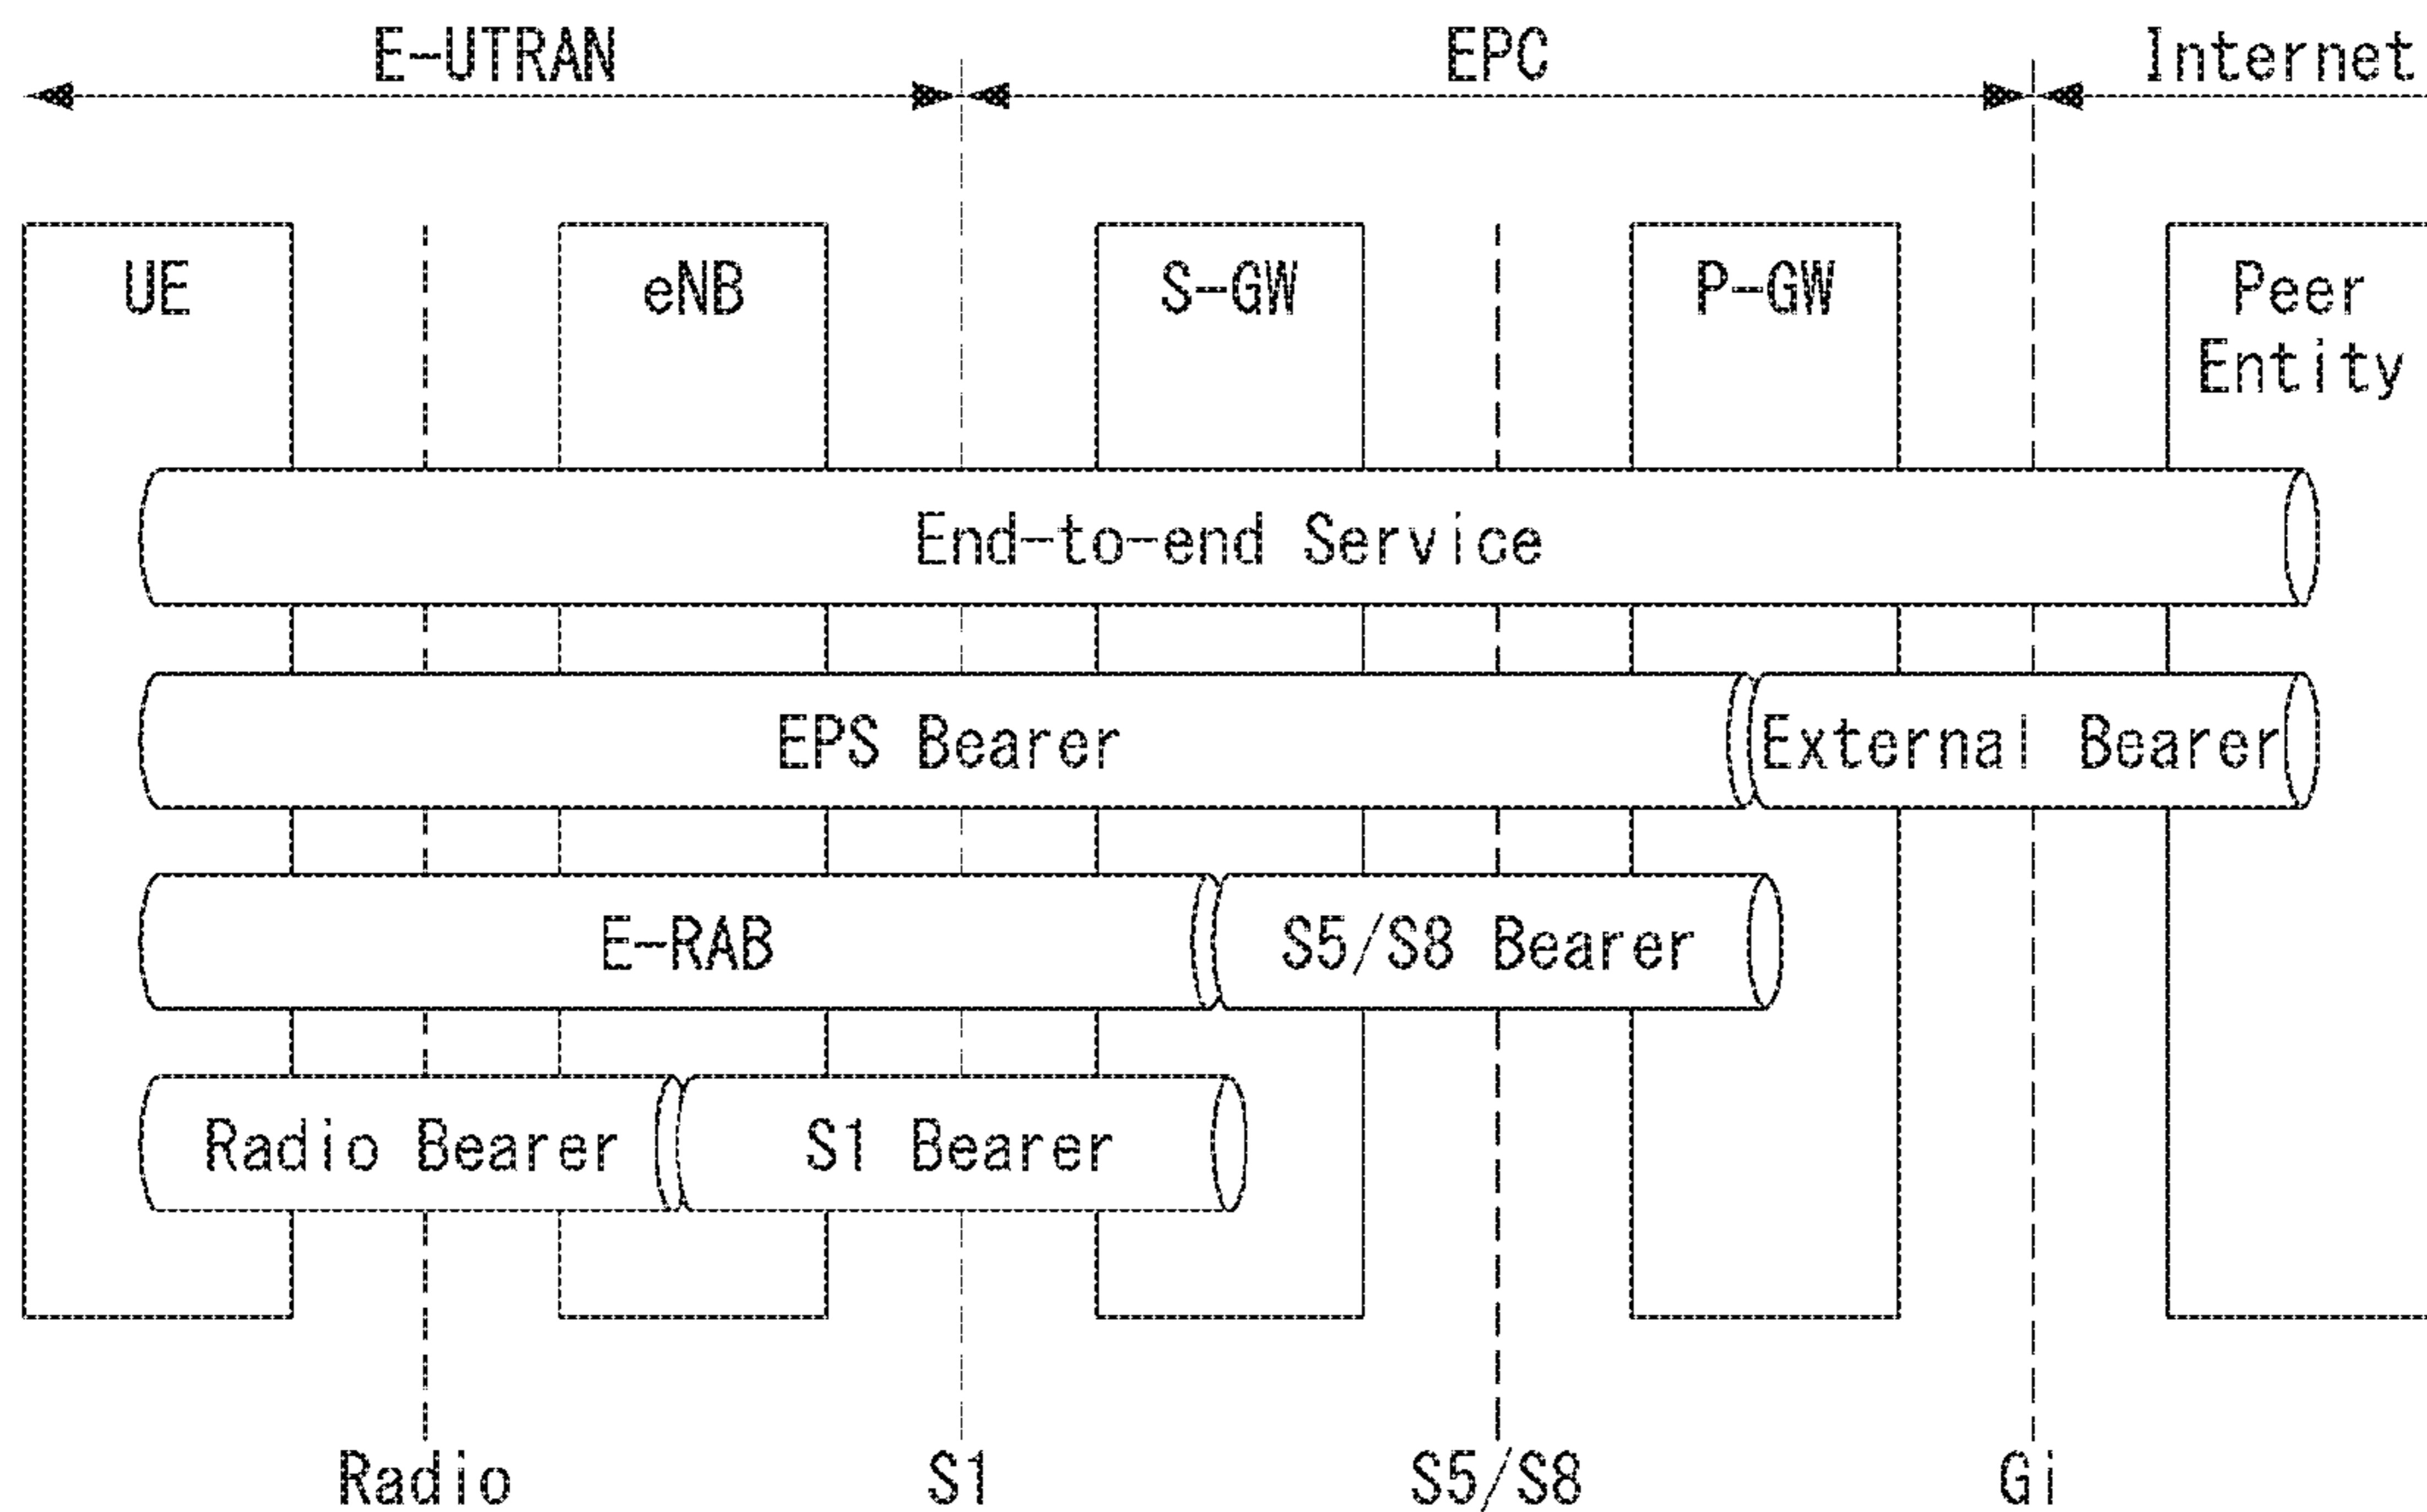 E-UTRAN
EPC
Internet
UE
eNB
S-GW
P-GW
Peer
Entity
End-to-end Service
EPS Bearer
External Bearer
E-RAB
S5/S8 Bearer
Radio Bearer
S1 Bearer
Radio
S1
S5/S8
Gi